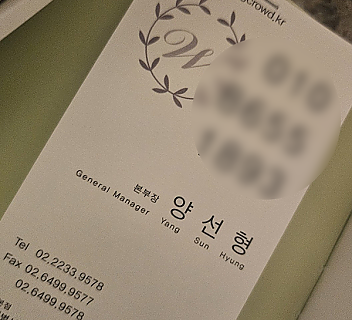 crowd.kr
W
본부장 양선형
General Manager Yang Sun Hyung
Tel 02.2233.9578
Fax 02.6499.9577
02.6499.9578